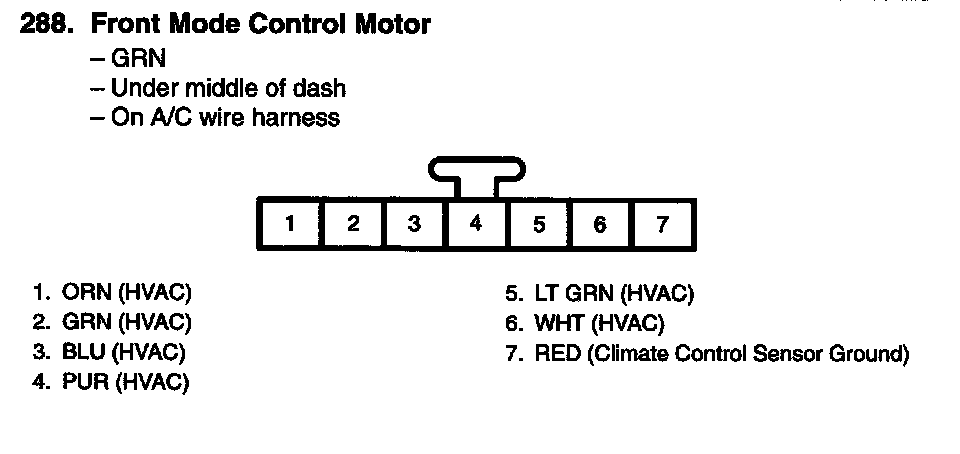 288. Front Mode Control Motor
– GRN
– Under middle of dash
– On A/C wire harness
1 2 3 4 5 6 7
1. ORN (HVAC)
2. GRN (HVAC)
3. BLU (HVAC)
4. PUR (HVAC)
5. LT GRN (HVAC)
6. WHT (HVAC)
7. RED (Climate Control Sensor Ground)